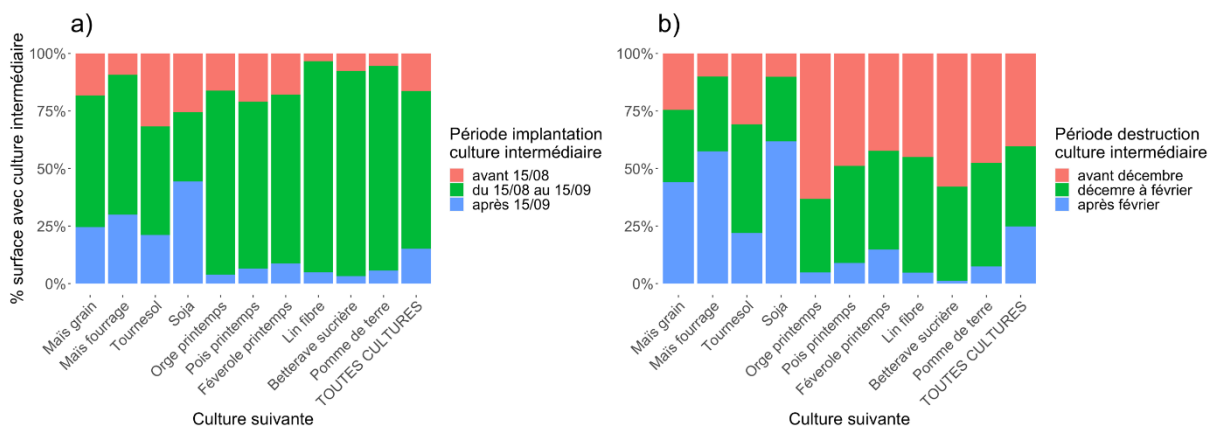 a)
% surface avec culture intermédiaire
100%
75%
50%
25%
0%
Maïs grain
Maïs fourrage
Tournesol
Soja
Orge printemps
Pois printemps
Féverole printemps
Lin fibre
Betterave sucrière
Pomme de terre
TOUTES CULTURES
Culture suivante
Période implantation
culture intermédiaire
avant 15/08
du 15/08 au 15/09
après 15/09
b)
100%
75%
50%
25%
0%
Maïs grain
Maïs fourrage
Tournesol
Soja
Orge printemps
Pois printemps
Féverole printemps
Lin fibre
Betterave sucrière
Pomme de terre
TOUTES CULTURES
Culture suivante
Période destruction
culture intermédiaire
avant décembre
décemre à février
après février